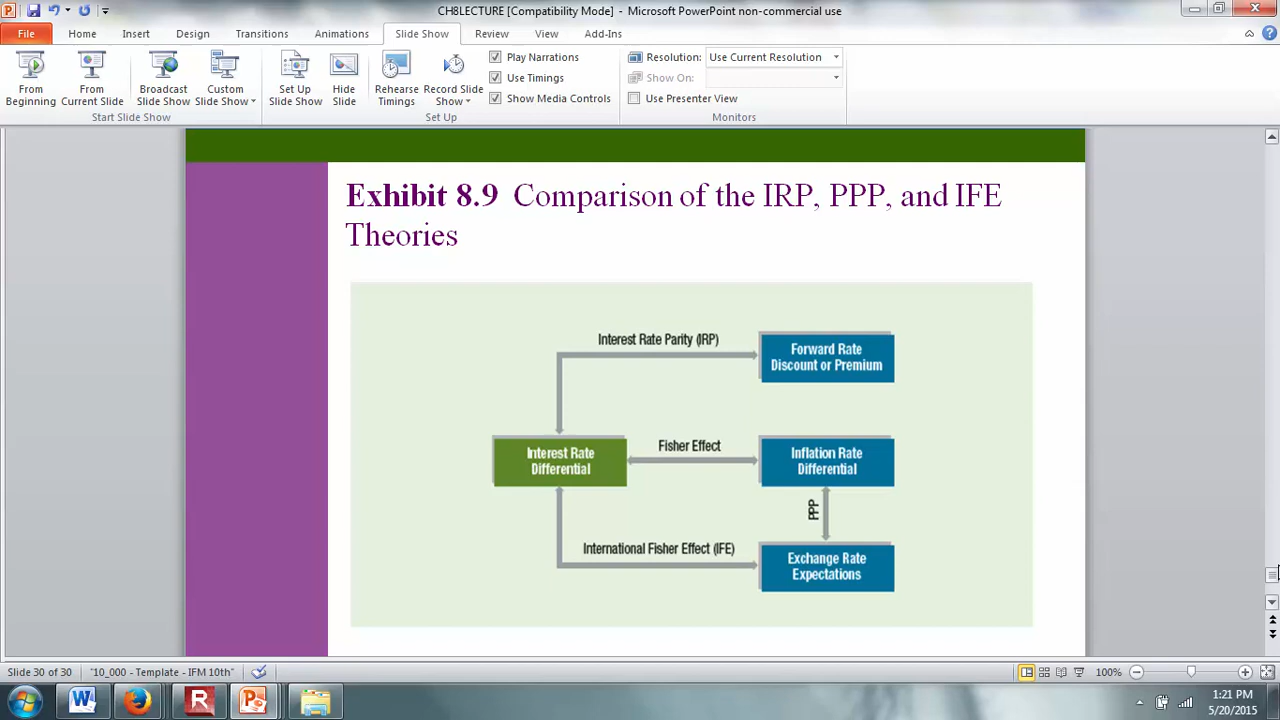 CH8LECTURE [Compatibility Mode] - Microsoft PowerPoint non-commercial use
File Home Insert Design Transitions Animations Slide Show Review View Add-Ins
From Beginning
From Current Slide
Broadcast Slide Show
Custom Slide Show
Start Slide Show
Set Up Slide Show
Hide Slide
Rehearse Timings
Record Slide Show
Play Narrations
Use Timings
Show Media Controls
Set Up
Resolution: Use Current Resolution
Show On:
Use Presenter View
Monitors
Exhibit 8.9 Comparison of the IRP, PPP, and IFE
Theories
Interest Rate Parity (IRP)
Forward Rate
Discount or Premium
Interest Rate
Differential
Fisher Effect
Inflation Rate
Differential
PPP
International Fisher Effect (IFE)
Exchange Rate
Expectations
Slide 30 of 30 "10_000 - Template - IFM 10th" 100%
1:21 PM
5/20/2015